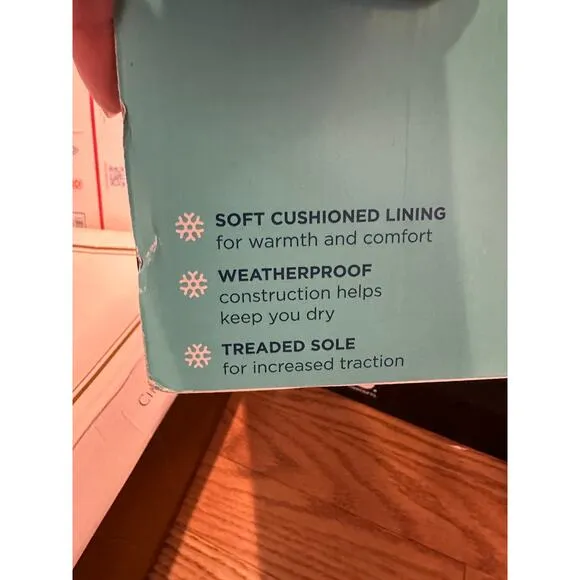 SOFT CUSHIONED LINING
for warmth and comfort
WEATHERPROOF
construction helps
keep you dry
TREADED SOLE
for increased traction